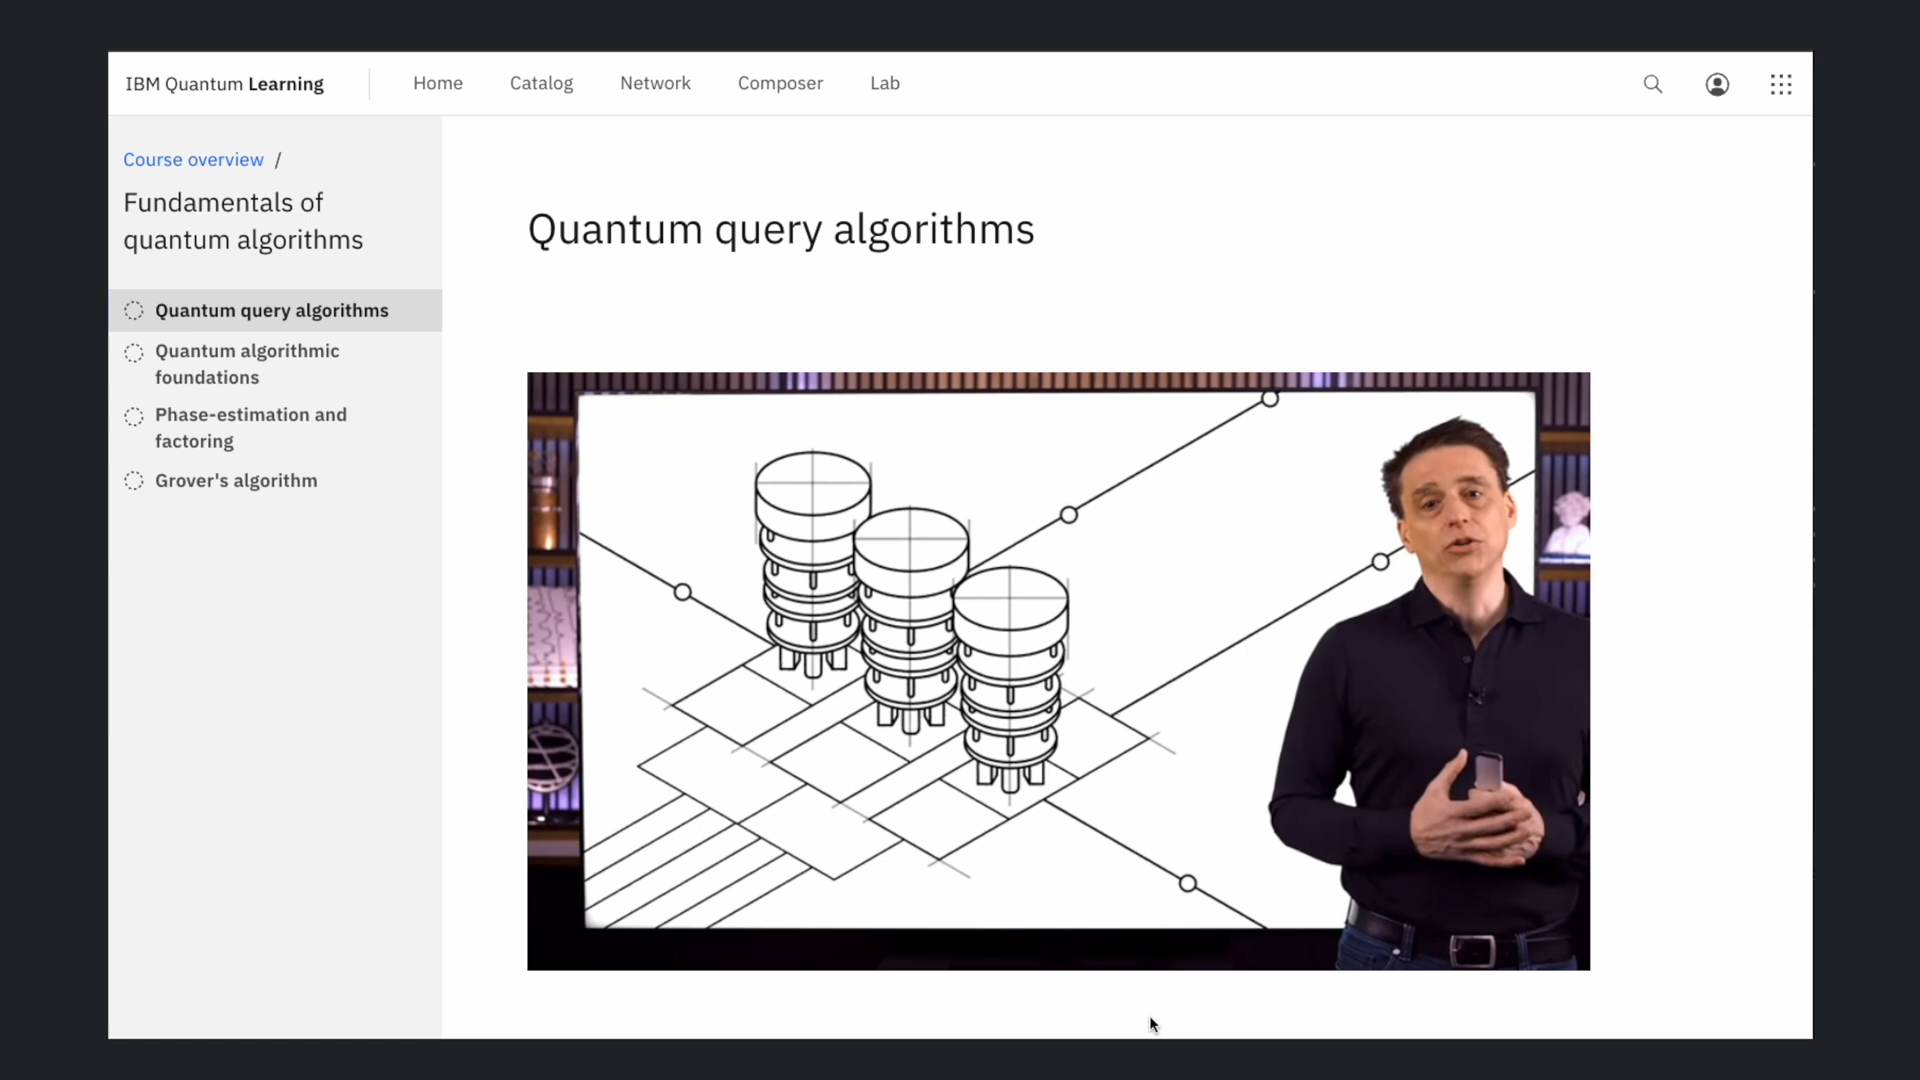 IBM Quantum Learning
Home
Catalog
Network
Composer
Lab
Course overview /
Fundamentals of
quantum algorithms
Quantum query algorithms
Quantum algorithmic
foundations
Phase-estimation and
factoring
Grover's algorithm
Quantum query algorithms